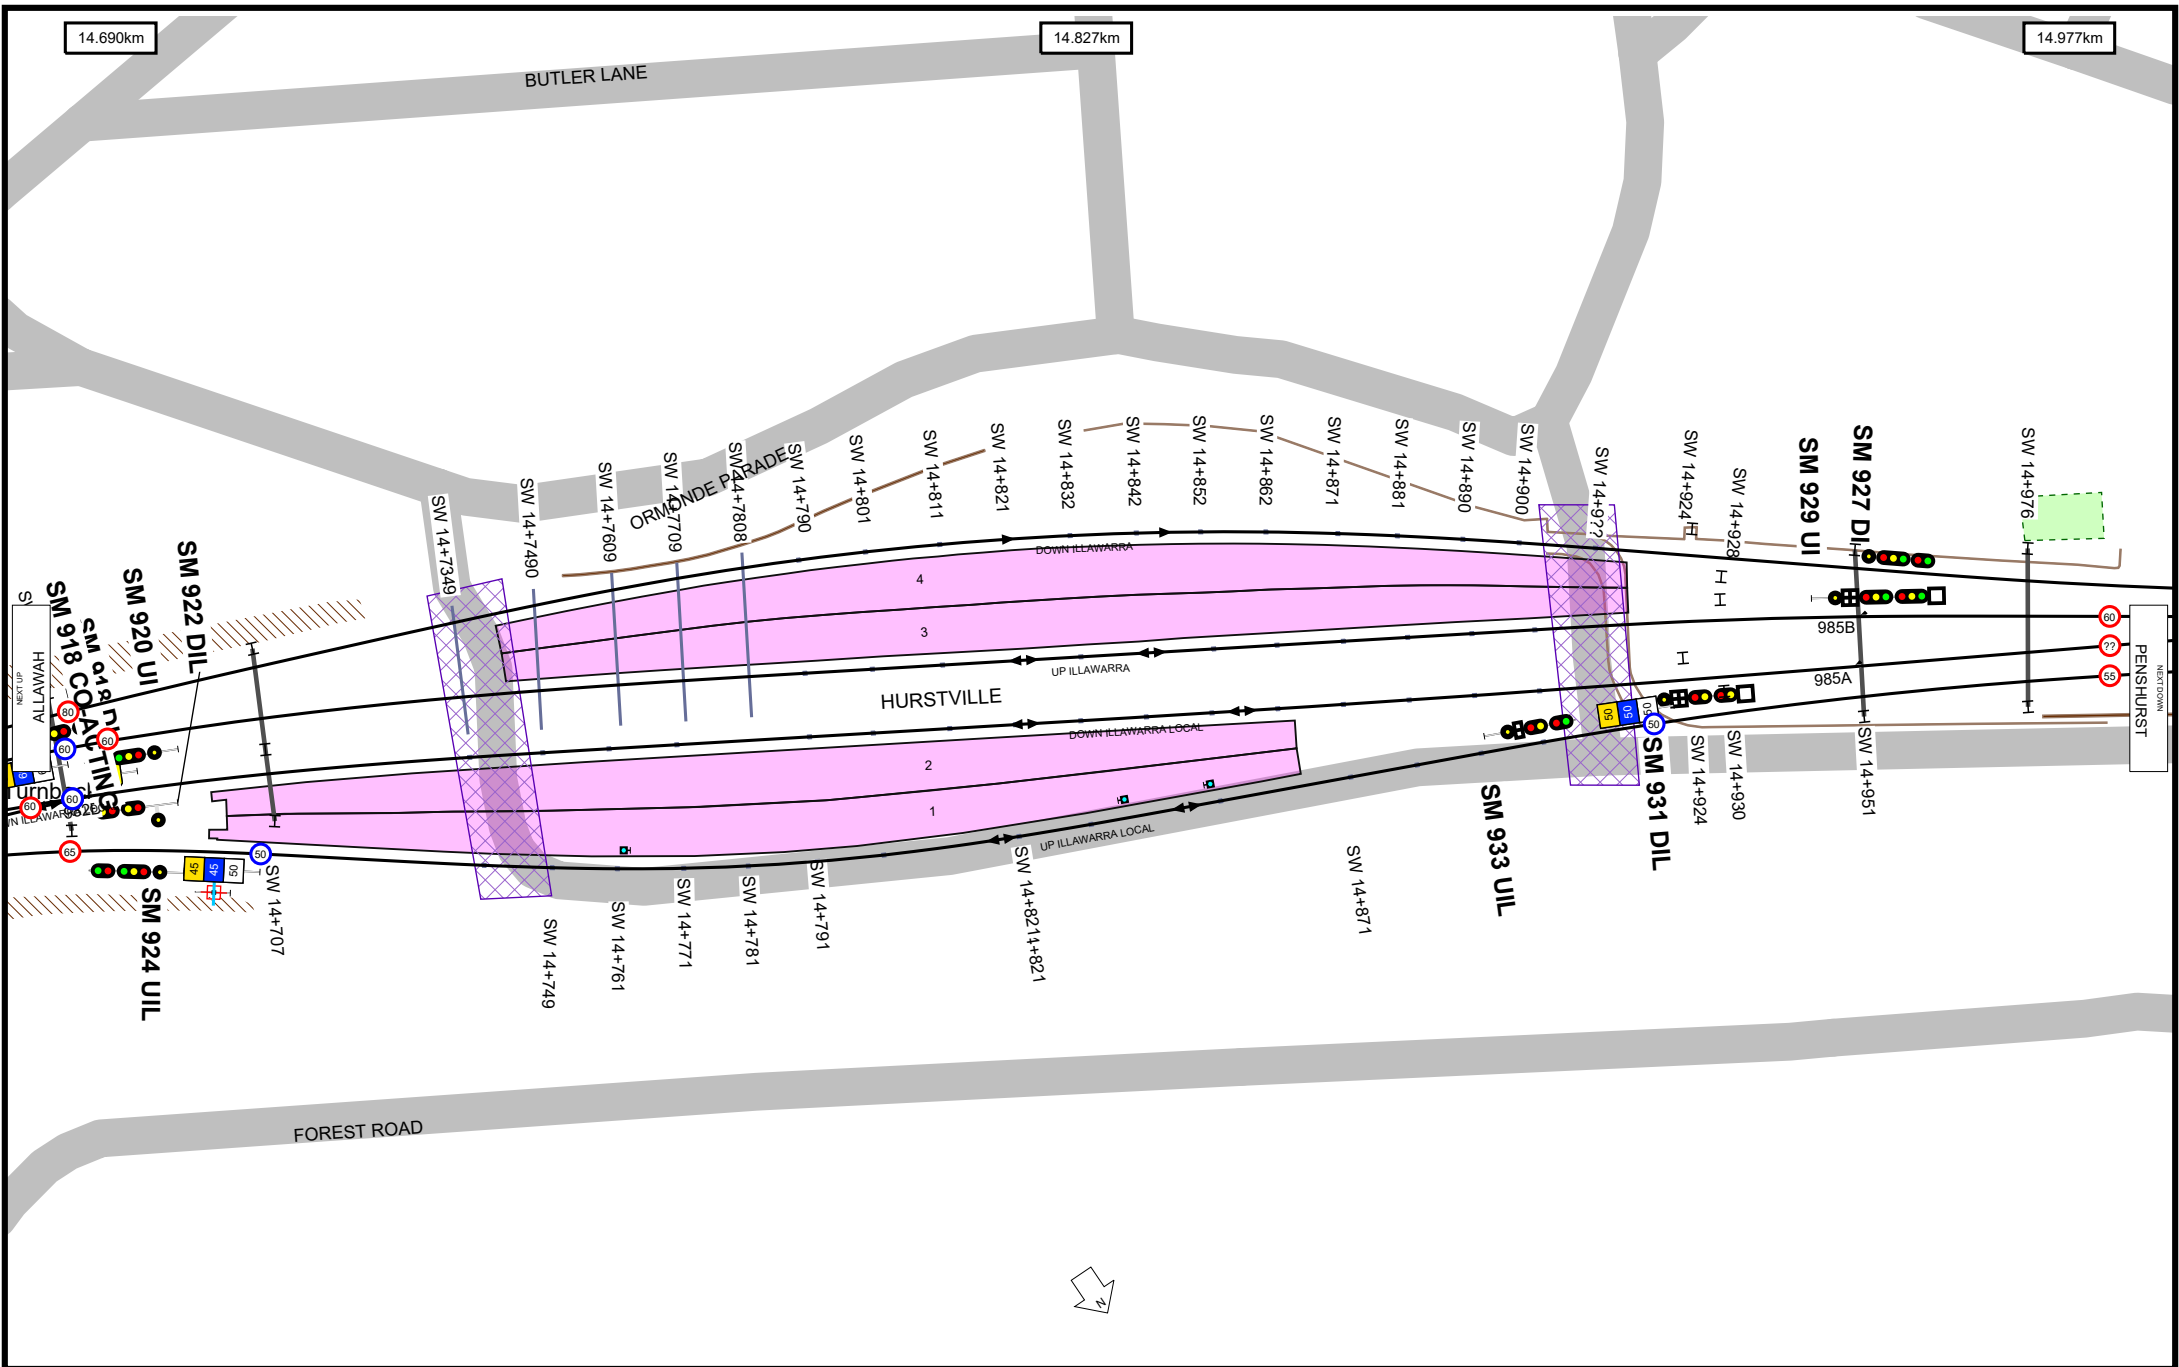 14.690km
14.827km
14.977km
BUTLER LANE
ORMONDE PARADE
SW 14+7349
SW 14+7490
SW 14+7609
SW 14+7709
SW 14+7808
SW 14+790
SW 14+801
SW 14+811
SW 14+821
SW 14+832
SW 14+842
SW 14+852
SW 14+862
SW 14+871
SW 14+881
SW 14+890
SW 14+900
SW 14+9??
SW 14+924
SW 14+928
SM 929 UI
SM 927 DI
SW 14+976
DOWN ILLAWARRA
4
3
UP ILLAWARRA
HURSTVILLE
DOWN ILLAWARRA LOCAL
2
1
UP ILLAWARRA LOCAL
985B
985A
60
??
55
NEXT DOWN
PENSHURST
NEXT UP
ALLAWAH
SM 918 CO-ACTING
SM 920 UI
SM 922 DIL
80
60
60
60
60
65
50
45
45
50
SM 924 UIL
SW 14+707
SW 14+749
SW 14+761
SW 14+771
SW 14+781
SW 14+791
SW 14+821
14+821
SW 14+871
SM 933 UIL
50
50
50
SM 931 DIL
SW 14+924
SW 14+930
SW 14+951
FOREST ROAD
N